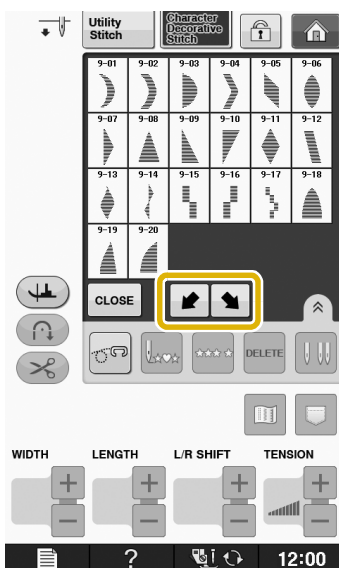 Utility
Stitch
Character
Decorative
Stitch
9-01 9-02 9-03 9-04 9-05 9-06
9-07 9-08 9-09 9-10 9-11 9-12
9-13 9-14 9-15 9-16 9-17 9-18
9-19 9-20
CLOSE
DELETE
WIDTH LENGTH L/R SHIFT TENSION
+ + + +
− − − −
? i 12:00